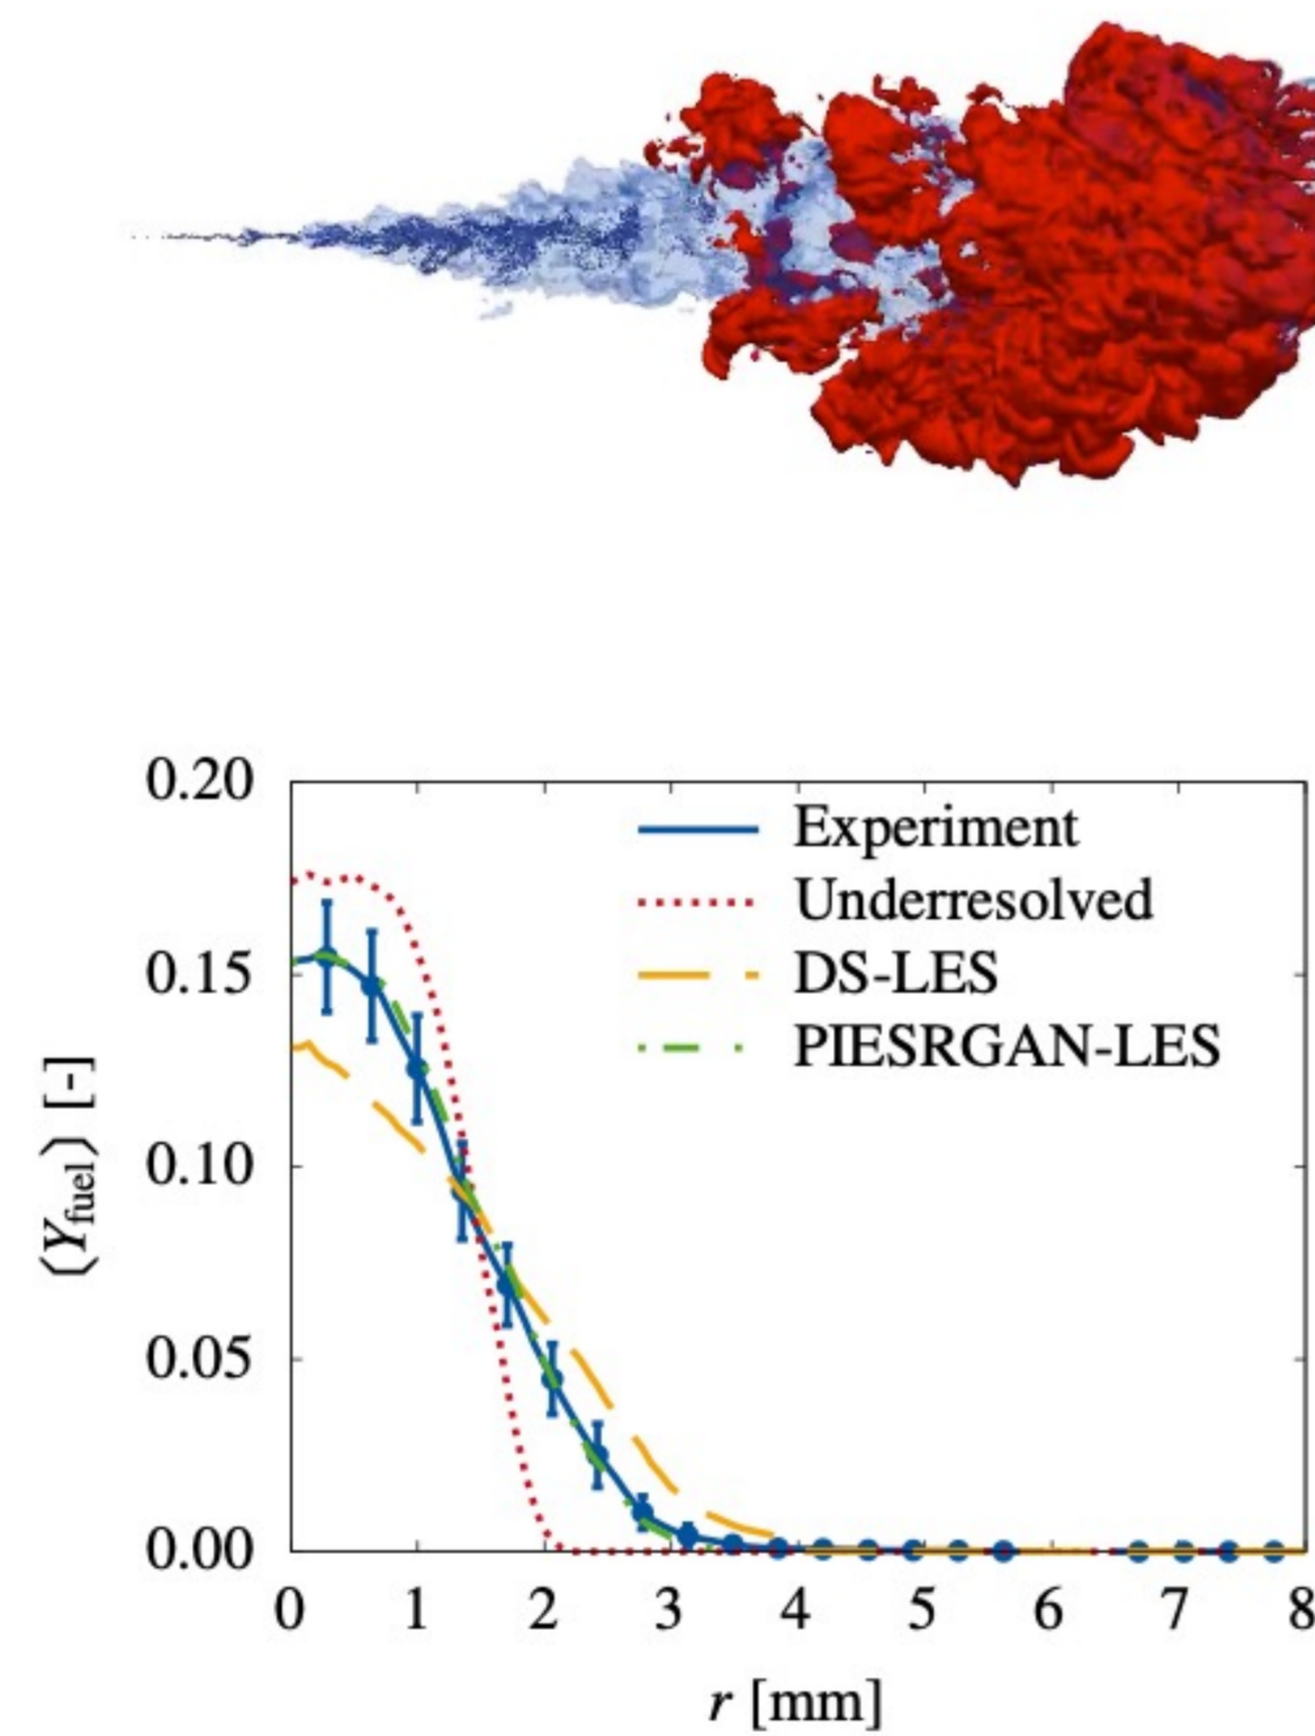 0.20
Experiment
Underresolved
0.15
DS-LES
PIESRGAN-LES
⟨Y_fuel⟩ [-]
0.10
0.05
0.00
0 1 2 3 4 5 6 7 8
r [mm]